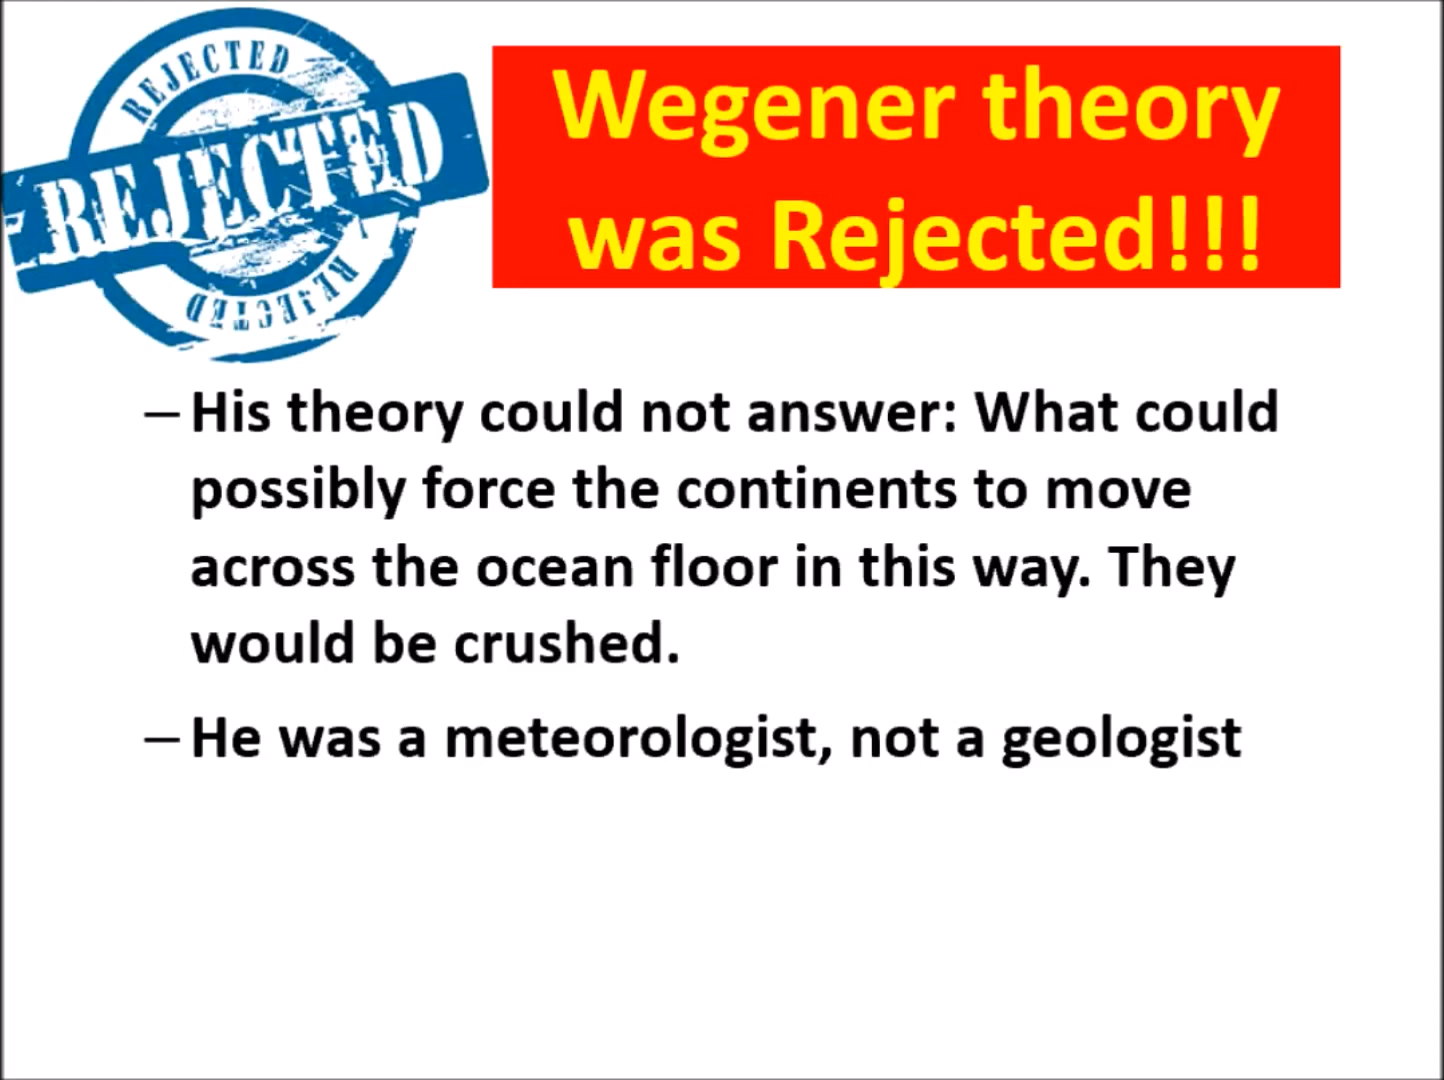 REJECTED
REJECTED
REJECTED
Wegener theory
was Rejected!!!
– His theory could not answer: What could
possibly force the continents to move
across the ocean floor in this way. They
would be crushed.
– He was a meteorologist, not a geologist